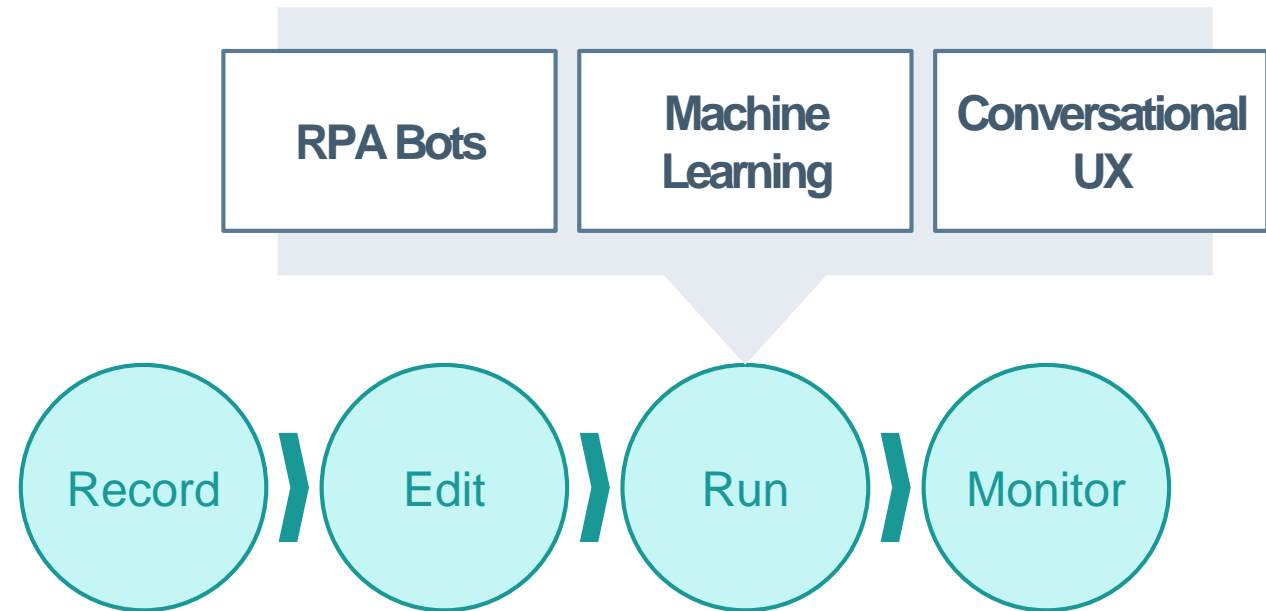 RPA Bots
Machine
Learning
Conversational
UX
Record
Edit
Run
Monitor